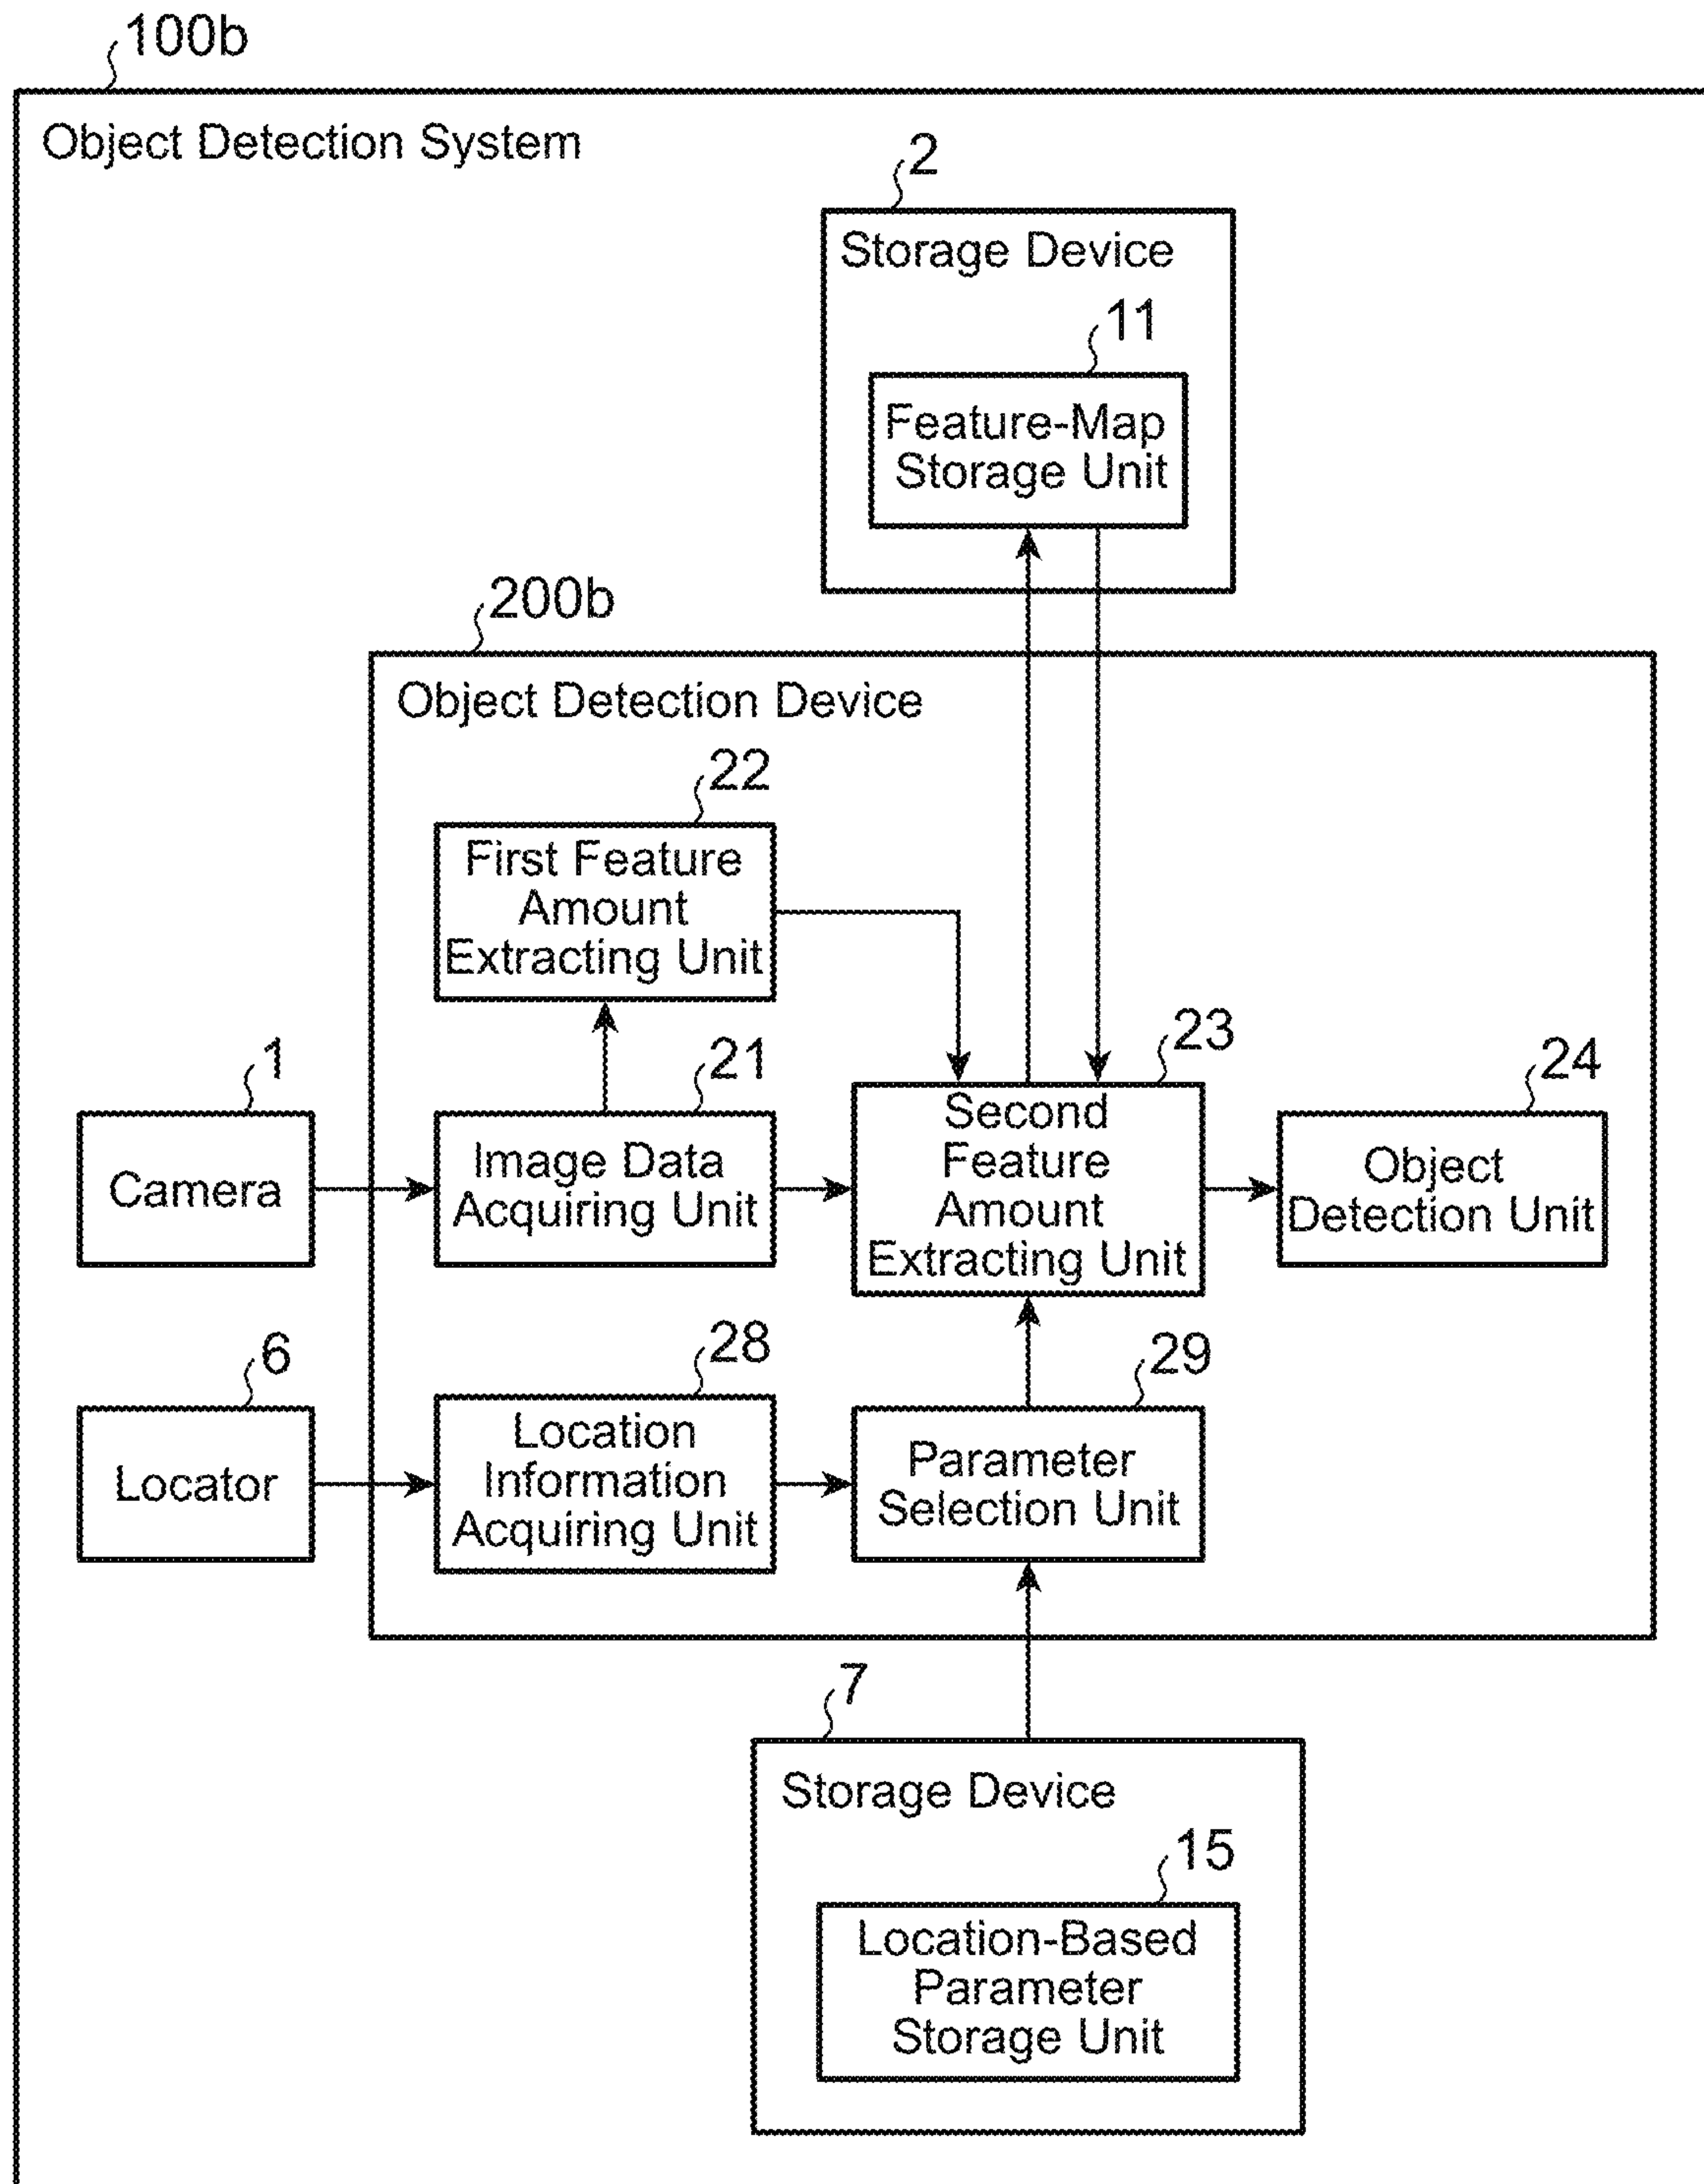 100b
Object Detection System
2
Storage Device
11
Feature-Map
Storage Unit
200b
Object Detection Device
22
First Feature
Amount
Extracting Unit
1
Camera
21
Image Data
Acquiring Unit
23
Second
Feature
Amount
Extracting Unit
24
Object
Detection Unit
6
Locator
28
Location
Information
Acquiring Unit
29
Parameter
Selection Unit
7
Storage Device
15
Location-Based
Parameter
Storage Unit